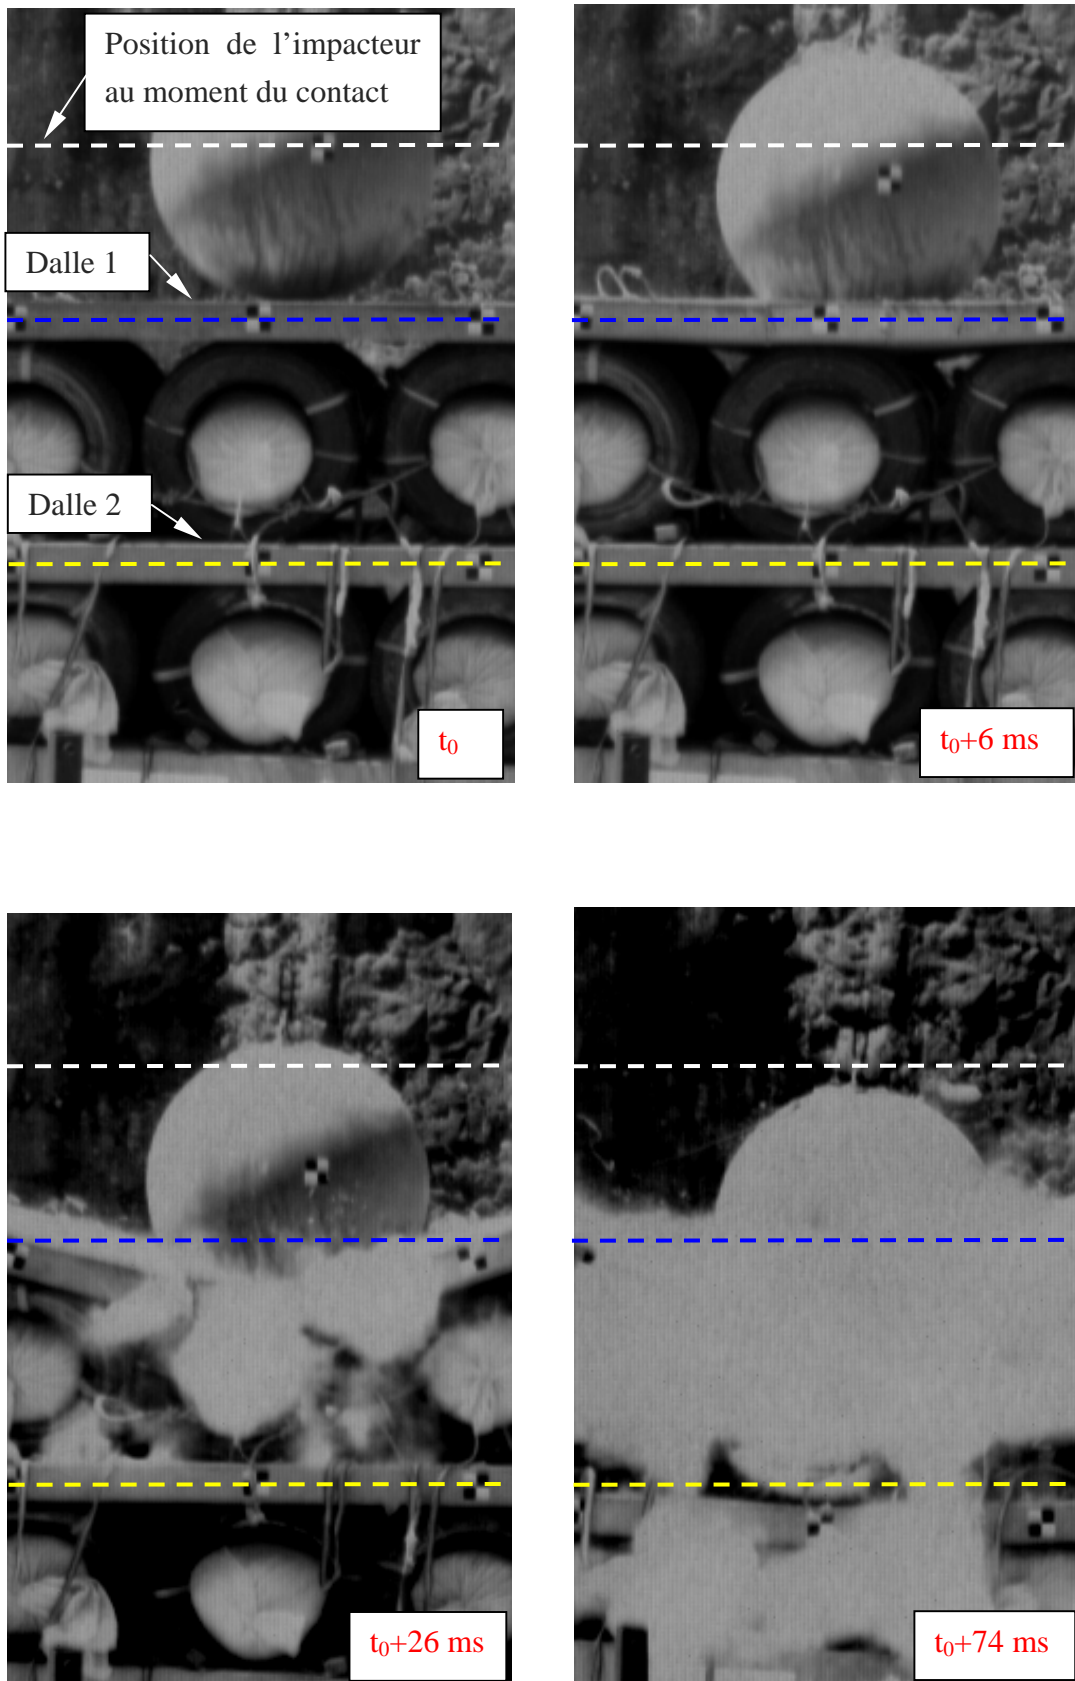 Position de l’impacteur
au moment du contact
Dalle 1
Dalle 2
t₀
t₀+6 ms
t₀+26 ms
t₀+74 ms